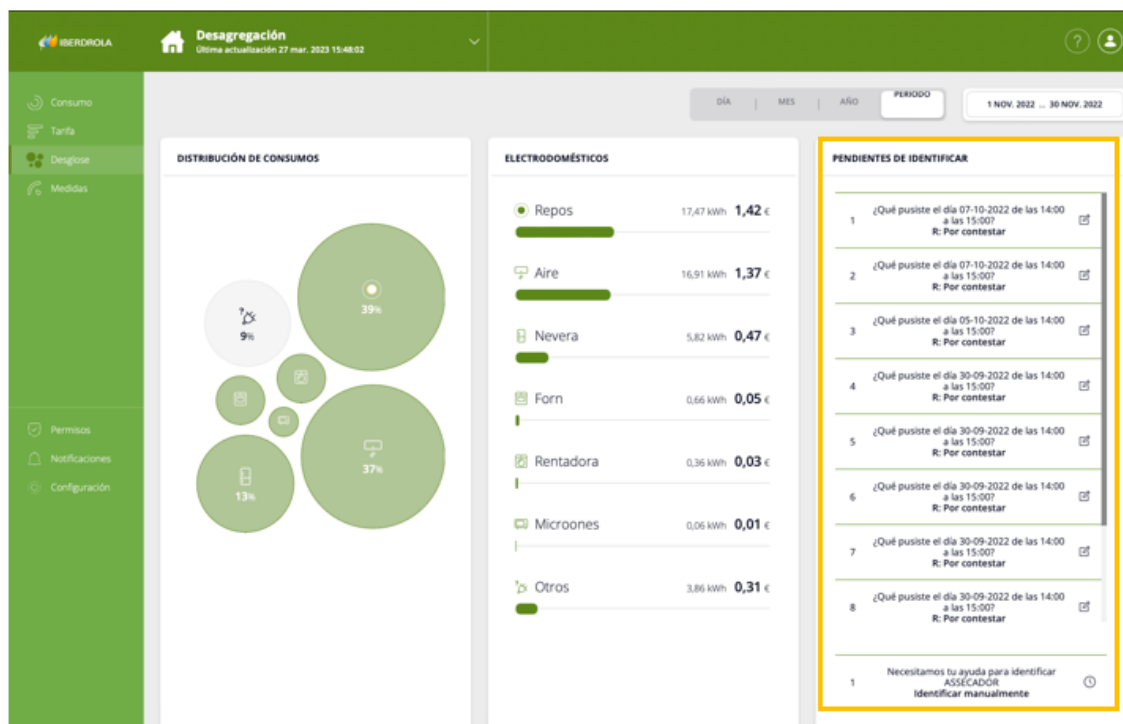 IBERDROLA
Desagregación
Última actualización 27 mar. 2023 15:48:02
?
Consumo
Tarifa
Desglose
Medidas
Permisos
Notificaciones
Configuración
DÍA | MES | AÑO PERIODO
1 NOV. 2022 ... 30 NOV. 2022
DISTRIBUCIÓN DE CONSUMOS
39%
?
9%
37%
13%
ELECTRODOMÉSTICOS
Repos 17,47 kWh 1,42 €
Aire 16,91 kWh 1,37 €
Nevera 5,82 kWh 0,47 €
Forn 0,66 kWh 0,05 €
Rentadora 0,36 kWh 0,03 €
Microones 0,06 kWh 0,01 €
? Otros 3,86 kWh 0,31 €
PENDIENTES DE IDENTIFICAR
1 ¿Qué pusiste el día 07-10-2022 de las 14:00
a las 15:00?
R: Por contestar
2 ¿Qué pusiste el día 07-10-2022 de las 14:00
a las 15:00?
R: Por contestar
3 ¿Qué pusiste el día 05-10-2022 de las 14:00
a las 15:00?
R: Por contestar
4 ¿Qué pusiste el día 30-09-2022 de las 14:00
a las 15:00?
R: Por contestar
5 ¿Qué pusiste el día 30-09-2022 de las 14:00
a las 15:00?
R: Por contestar
6 ¿Qué pusiste el día 30-09-2022 de las 14:00
a las 15:00?
R: Por contestar
7 ¿Qué pusiste el día 30-09-2022 de las 14:00
a las 15:00?
R: Por contestar
8 ¿Qué pusiste el día 30-09-2022 de las 14:00
a las 15:00?
R: Por contestar
1 Necesitamos tu ayuda para identificar
ASSECADOR
Identificar manualmente